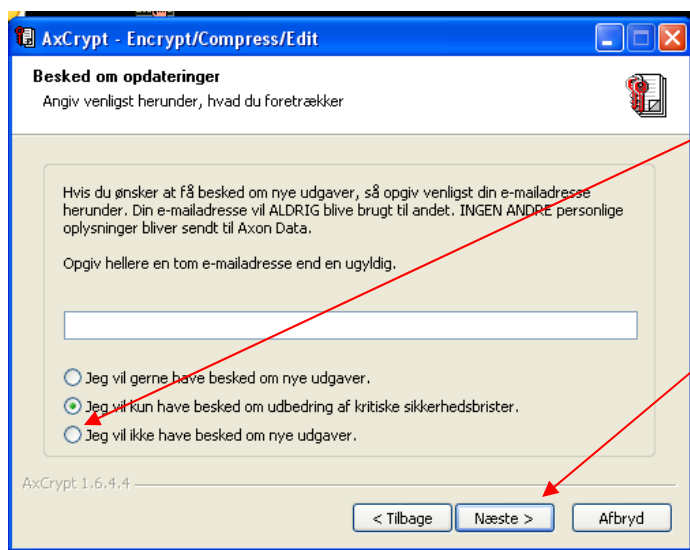 AxCrypt - Encrypt/Compress/Edit
Besked om opdateringer
Angiv venligst herunder, hvad du foretrækker
Hvis du ønsker at få besked om nye udgaver, så opgiv venligst din e-mailadresse
herunder. Din e-mailadresse vil ALDRIG blive brugt til andet. INGEN ANDRE personlige
oplysninger bliver sendt til Axon Data.
Opgiv hellere en tom e-mailadresse end en ugyldig.
Jeg vil gerne have besked om nye udgaver.
Jeg vil kun have besked om udbedring af kritiske sikkerhedsbrister.
Jeg vil ikke have besked om nye udgaver.
AxCrypt 1.6.4.4
< Tilbage Næste > Afbryd